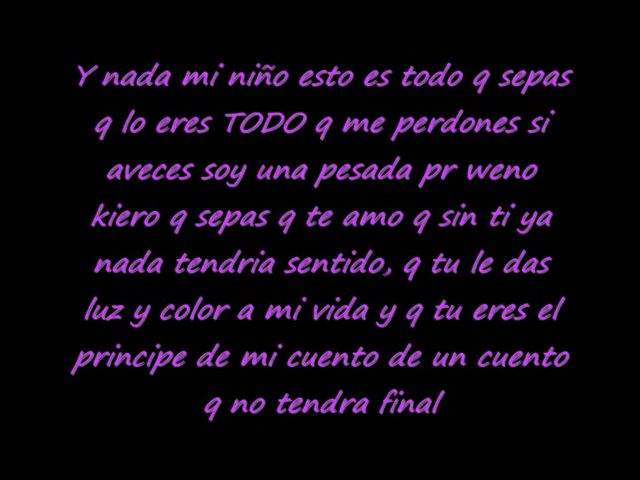 Y nada mi niño esto es todo q sepas
q lo eres TODO q me perdones si
aveces soy una pesada pr weno
kiero q sepas q te amo q sin ti ya
nada tendria sentido, q tu le das
luz y color a mi vida y q tu eres el
principe de mi cuento de un cuento
q no tendra final